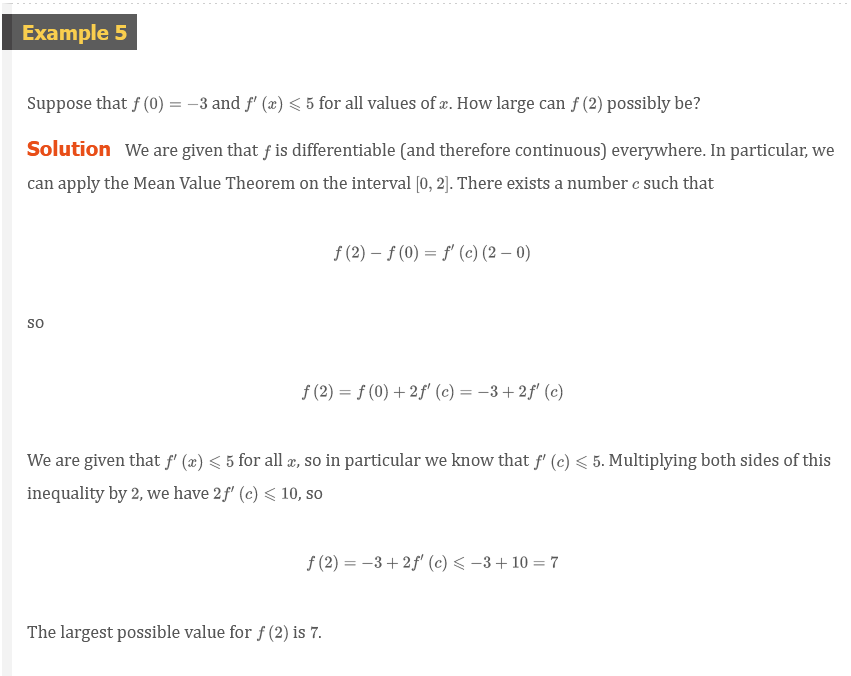 Example 5
Suppose that f (0) = −3 and f′ (x) ⩽ 5 for all values of x. How large can f (2) possibly be?
Solution We are given that f is differentiable (and therefore continuous) everywhere. In particular, we
can apply the Mean Value Theorem on the interval [0, 2]. There exists a number c such that
f (2) − f (0) = f′ (c) (2 − 0)
so
f (2) = f (0) + 2f′ (c) = −3 + 2f′ (c)
We are given that f′ (x) ⩽ 5 for all x, so in particular we know that f′ (c) ⩽ 5. Multiplying both sides of this
inequality by 2, we have 2f′ (c) ⩽ 10, so
f (2) = −3 + 2f′ (c) ⩽ −3 + 10 = 7
The largest possible value for f (2) is 7.